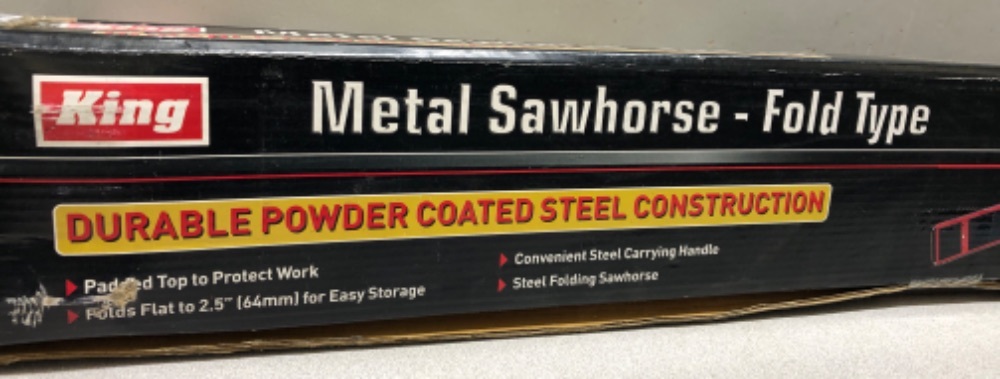 King
Metal Sawhorse - Fold Type
DURABLE POWDER COATED STEEL CONSTRUCTION
Padded Top to Protect Work
Folds Flat to 2.5" (64mm) for Easy Storage
Convenient Steel Carrying Handle
Steel Folding Sawhorse